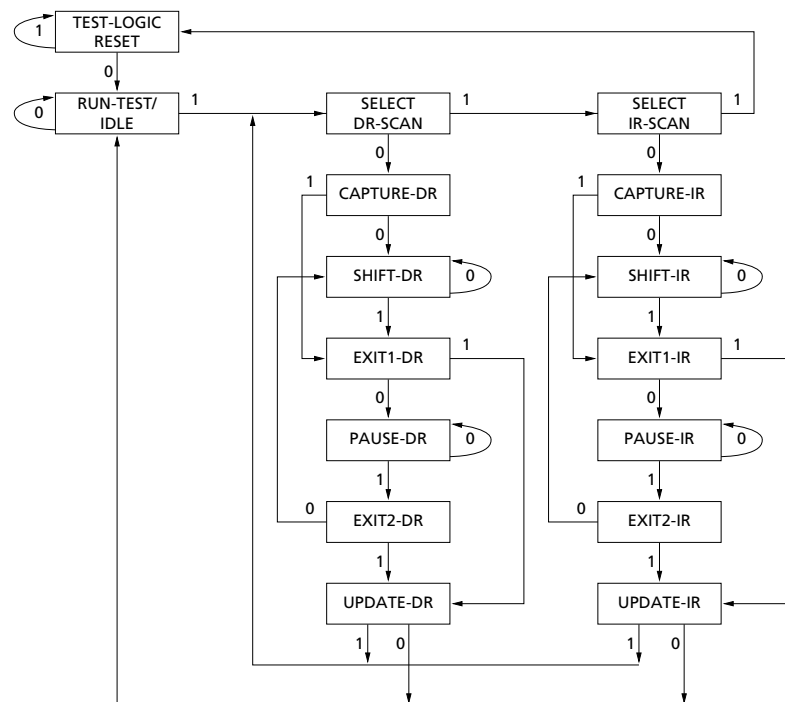 TEST-LOGIC
RESET
1
0
RUN-TEST/
IDLE
0
1
SELECT
DR-SCAN
1
SELECT
IR-SCAN
1
0
0
1
CAPTURE-DR
1
CAPTURE-IR
0
0
SHIFT-DR
0
SHIFT-IR
0
1
1
EXIT1-DR
1
EXIT1-IR
1
0
0
PAUSE-DR
0
PAUSE-IR
0
1
1
0
EXIT2-DR
0
EXIT2-IR
1
1
UPDATE-DR
UPDATE-IR
1
0
1
0